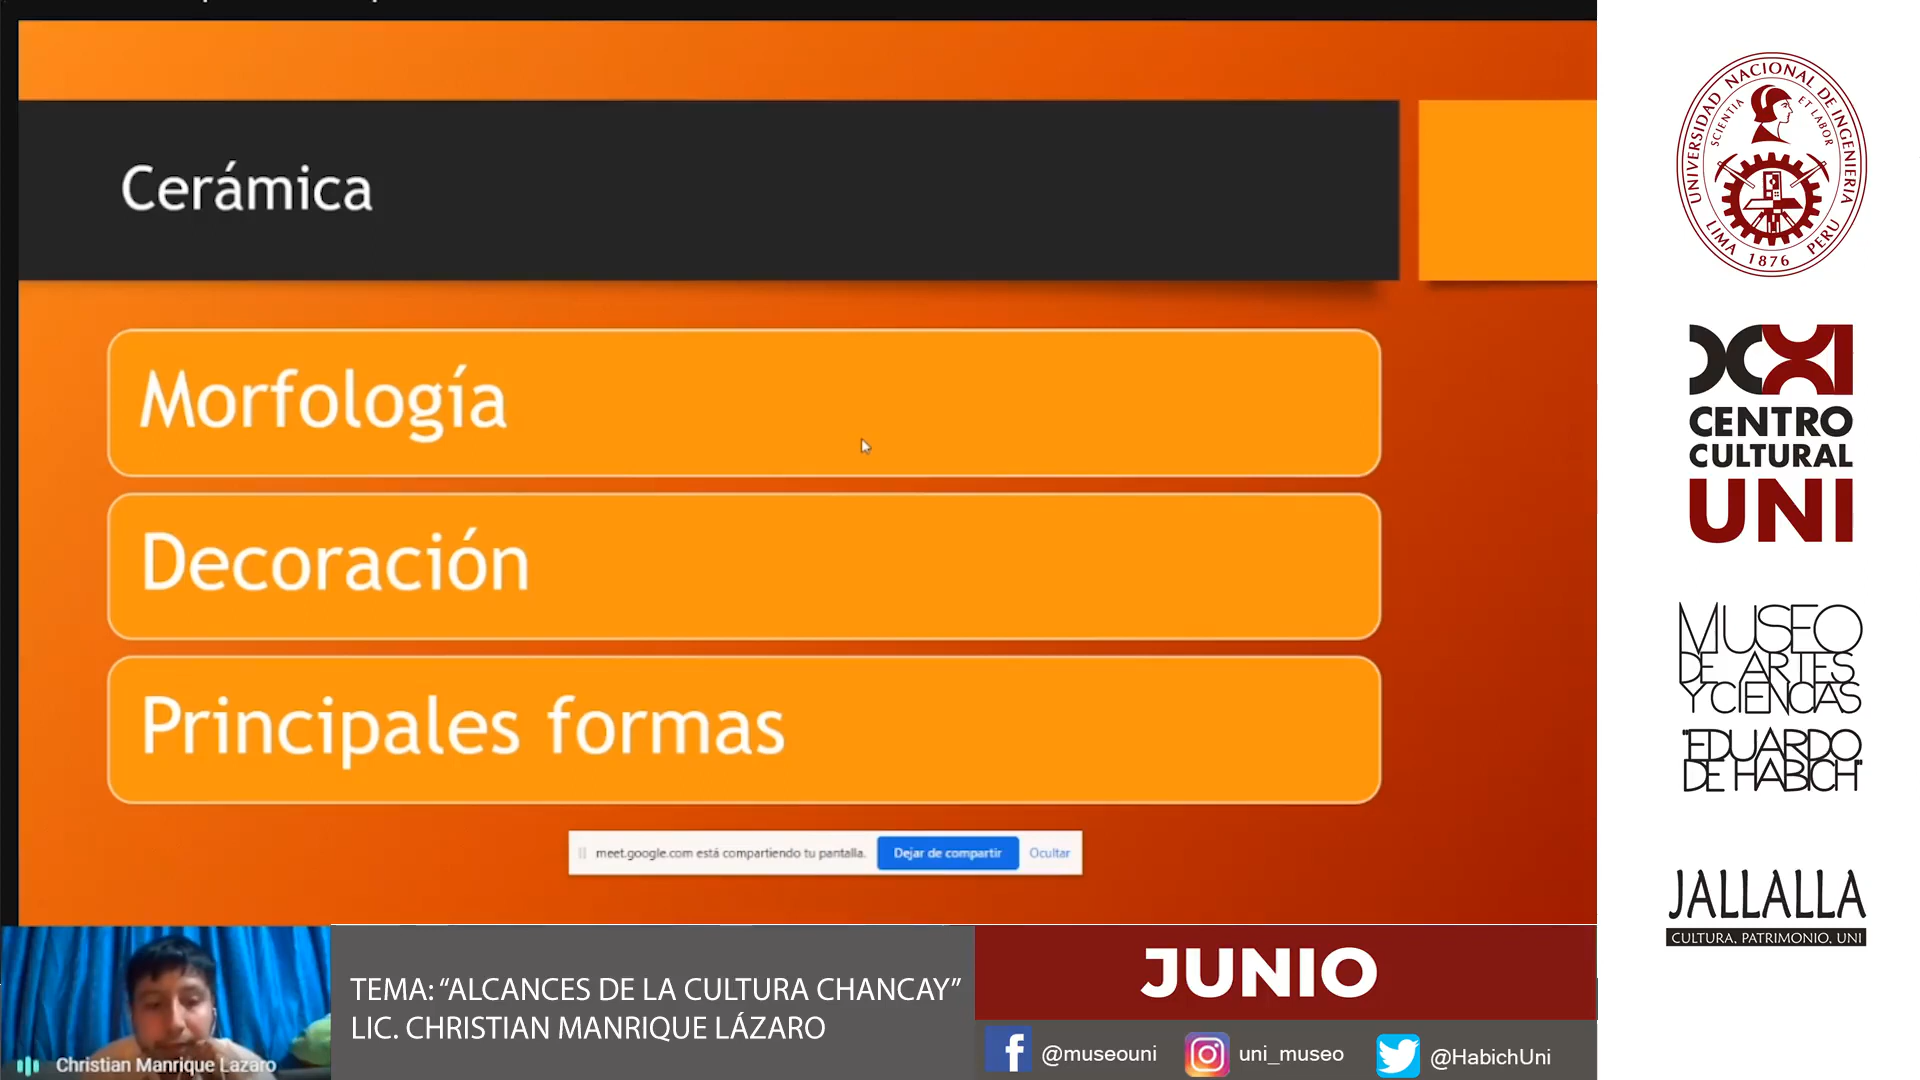 Cerámica
Morfología
Decoración
Principales formas
meet.google.com está compartiendo tu pantalla.
Dejar de compartir
Ocultar
Christian Manrique Lazaro
TEMA: “ALCANCES DE LA CULTURA CHANCAY”
LIC. CHRISTIAN MANRIQUE LÁZARO
JUNIO
@museouni
uni_museo
@HabichUni
UNIVERSIDAD NACIONAL DE INGENIERIA
SCIENTIA ET LABOR
LIMA 1876 PERU
XXI
CENTRO
CULTURAL
UNI
MUSEO
DE ARTES
Y CIENCIAS
"EDUARDO
DE HABICH"
JALLALLA
CULTURA, PATRIMONIO, UNI